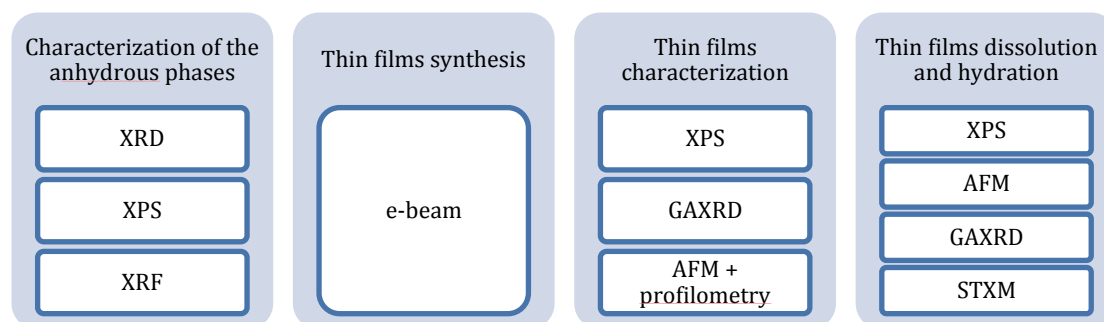 Characterization of the
anhydrous phases
XRD
XPS
XRF
Thin films synthesis
e-beam
Thin films
characterization
XPS
GAXRD
AFM +
profilometry
Thin films dissolution
and hydration
XPS
AFM
GAXRD
STXM